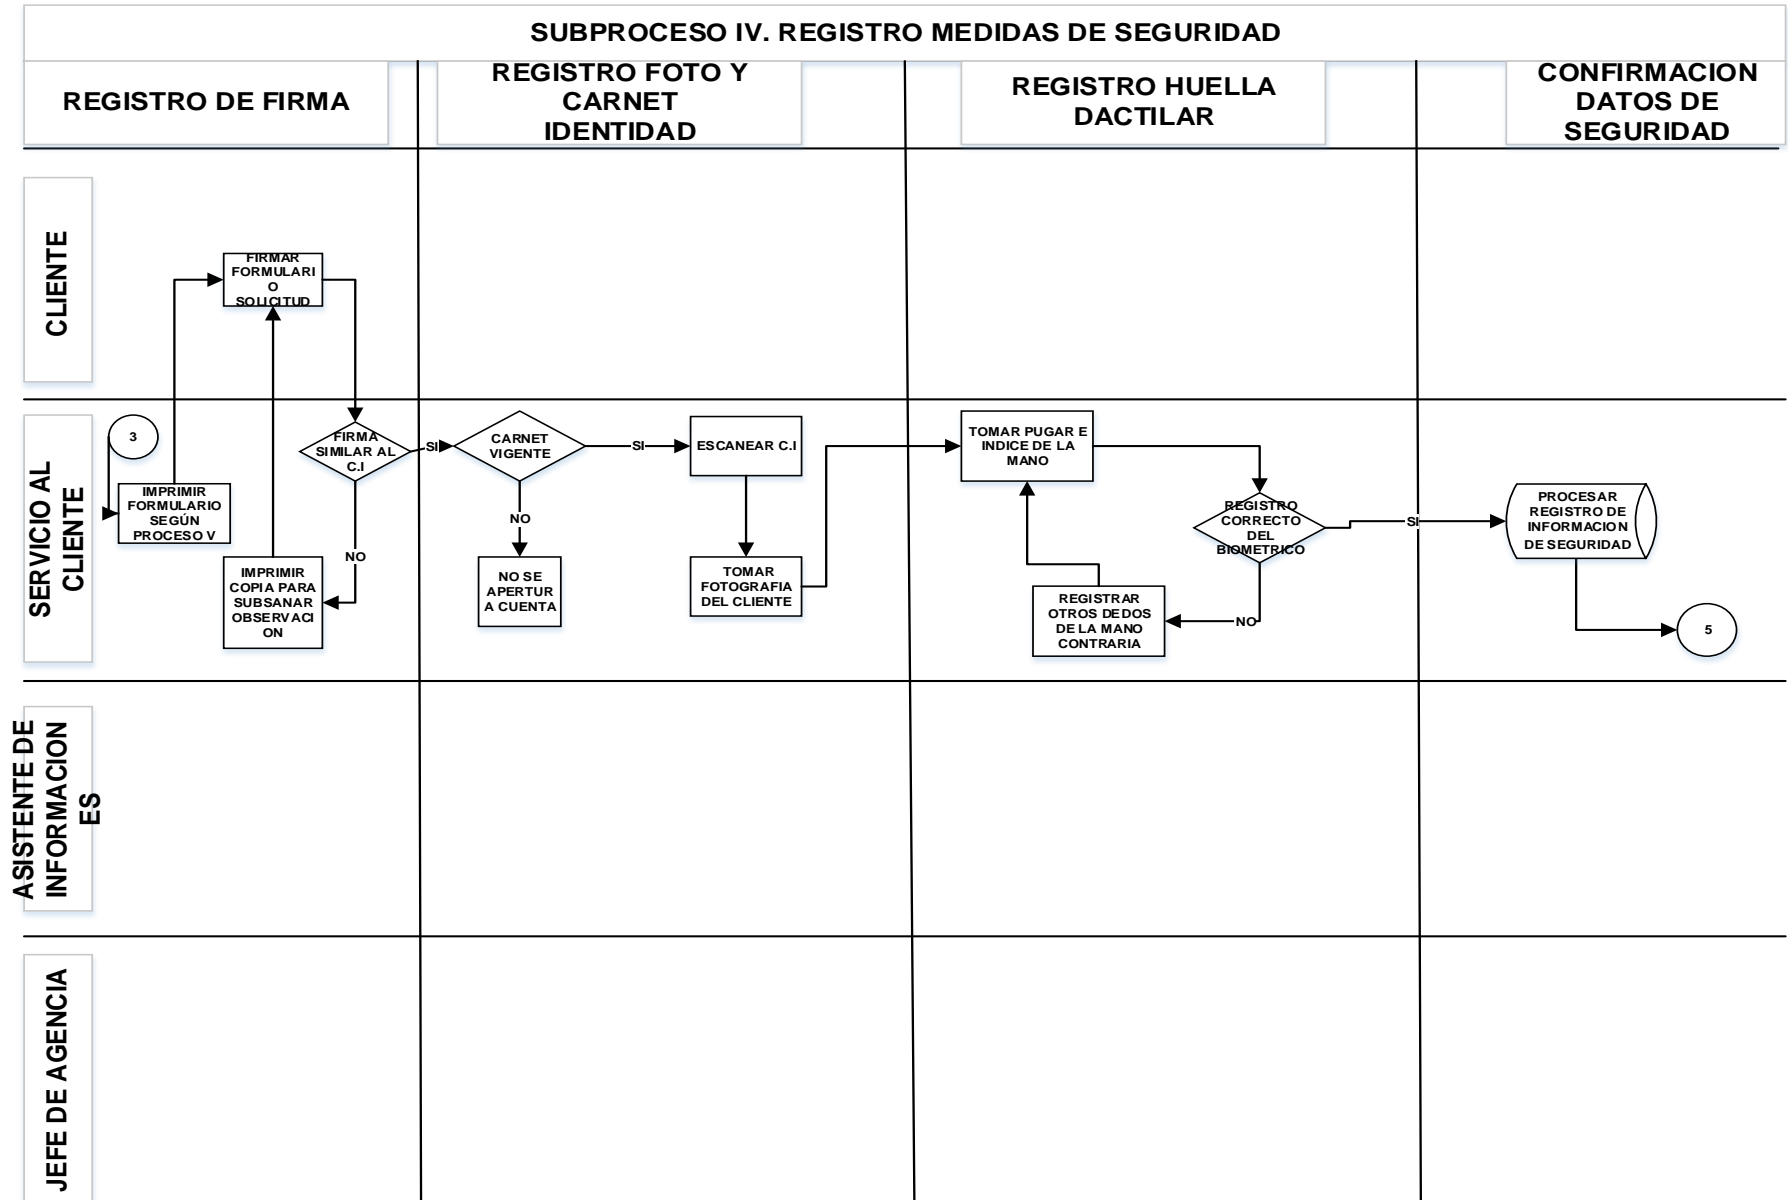 SUBPROCESO IV. REGISTRO MEDIDAS DE SEGURIDAD
REGISTRO DE FIRMA
REGISTRO FOTO Y
CARNET
IDENTIDAD
REGISTRO HUELLA
DACTILAR
CONFIRMACION
DATOS DE
SEGURIDAD
CLIENTE
FIRMAR
FORMULARI
O
SOLICITUD
SERVICIO AL
CLIENTE
3
IMPRIMIR
FORMULARIO
SEGÚN
PROCESO V
IMPRIMIR
COPIA PARA
SUBSANAR
OBSERVACI
ON
FIRMA
SIMILAR AL
C.I
NO
SI
CARNET
VIGENTE
NO
NO SE
APERTUR
A CUENTA
SI
ESCANEAR C.I
TOMAR
FOTOGRAFIA
DEL CLIENTE
TOMAR PUGAR E
INDICE DE LA
MANO
REGISTRO
CORRECTO
DEL
BIOMETRICO
NO
REGISTRAR
OTROS DEDOS
DE LA MANO
CONTRARIA
SI
PROCESAR
REGISTRO DE
INFORMACION
DE SEGURIDAD
5
ASISTENTE DE
INFORMACION
ES
JEFE DE AGENCIA